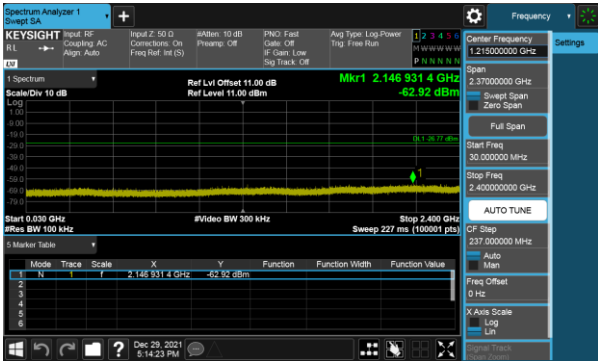 Spectrum Analyzer 1
Swept SA
+
Frequency
KEYSIGHT
Input: RF
Input Z: 50 Ω
#Atten: 10 dB
PNO: Fast
Avg Type: Log-Power
1 2 3 4 5 6
RL
Coupling: AC
Corrections: On
Preamp: Off
Gate: Off
Trig: Free Run
M W W W W W
Align: Auto
Freq Ref: Int (S)
IF Gain: Low
Sig Track: Off
P N N N N N
LW
1 Spectrum
Ref Lvl Offset 11.00 dB
Mkr1 2.146 931 4 GHz
Scale/Div 10 dB
Ref Level 11.00 dBm
-62.92 dBm
Log
1.00
-9.00
-19.0
DL1 -26.77 dBm
-29.0
-39.0
-49.0
1
-59.0
-69.0
-79.0
Start 0.030 GHz
#Video BW 300 kHz
Stop 2.400 GHz
#Res BW 100 kHz
Sweep 227 ms (100001 pts)
5 Marker Table
Mode Trace Scale X Y Function Function Width Function Value
1 N 1 f 2.146 931 4 GHz -62.92 dBm
2
3
4
5
6
Dec 29, 2021
5:14:23 PM
Center Frequency
1.215000000 GHz
Settings
Span
2.37000000 GHz
Swept Span
Zero Span
Full Span
Start Freq
30.000000 MHz
Stop Freq
2.400000000 GHz
AUTO TUNE
CF Step
237.000000 MHz
Auto
Man
Freq Offset
0 Hz
X Axis Scale
Log
Lin
Signal Track
(Span Zoom)